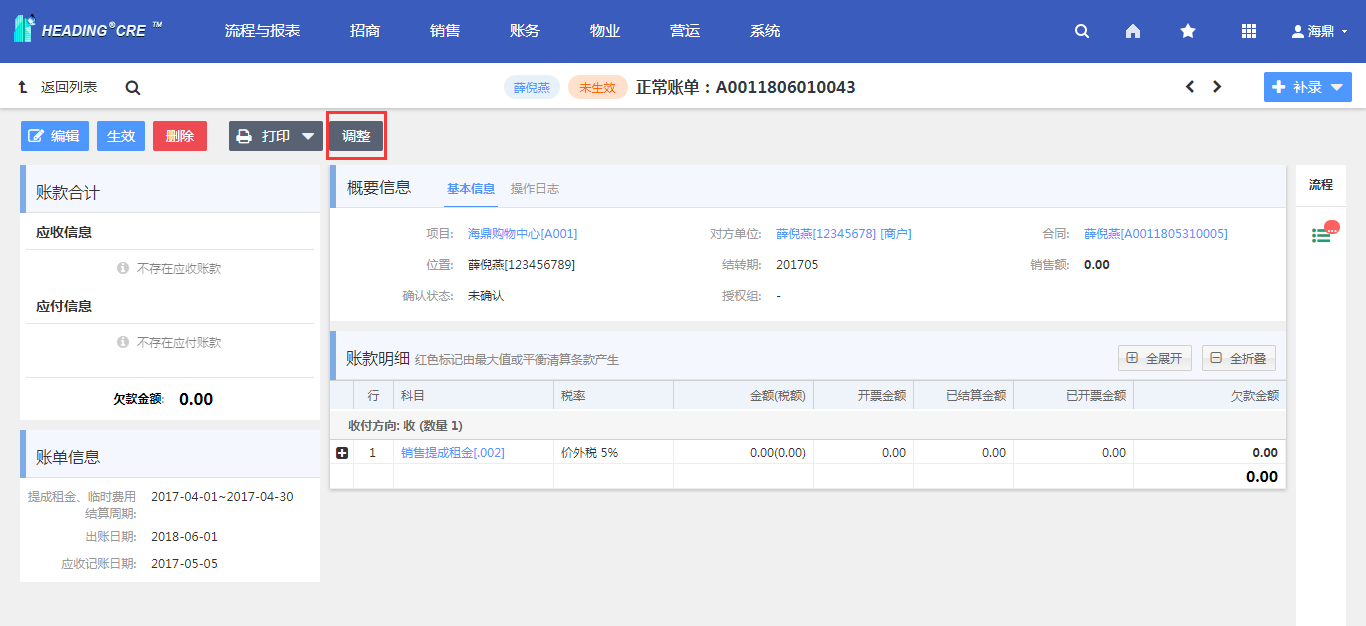 HEADING®CRE ™ 流程与报表 招商 销售 账务 物业 营运 系统 海鼎
返回列表 薛倪燕 未生效 正常账单：A0011806010043 补录
编辑 生效 删除 打印 调整
账款合计
应收信息
不存在应收账款
应付信息
不存在应付账款
欠款金额: 0.00
账单信息
提成租金、临时费用 2017-04-01~2017-04-30
结算周期:
出账日期: 2018-06-01
应收记账日期: 2017-05-05
概要信息 基本信息 操作日志
项目: 海鼎购物中心[A001] 对方单位: 薛倪燕[12345678] [商户] 合同: 薛倪燕[A0011805310005]
位置: 薛倪燕[123456789] 结转期: 201705 销售额: 0.00
确认状态: 未确认 授权组: -
账款明细 红色标记由最大值或平衡清算条款产生 全展开 全折叠
行 科目 税率 金额(税额) 开票金额 已结算金额 已开票金额 欠款金额
收付方向: 收 (数量 1)
1 销售提成租金[.002] 价外税 5% 0.00(0.00) 0.00 0.00 0.00 0.00
0.00
流程